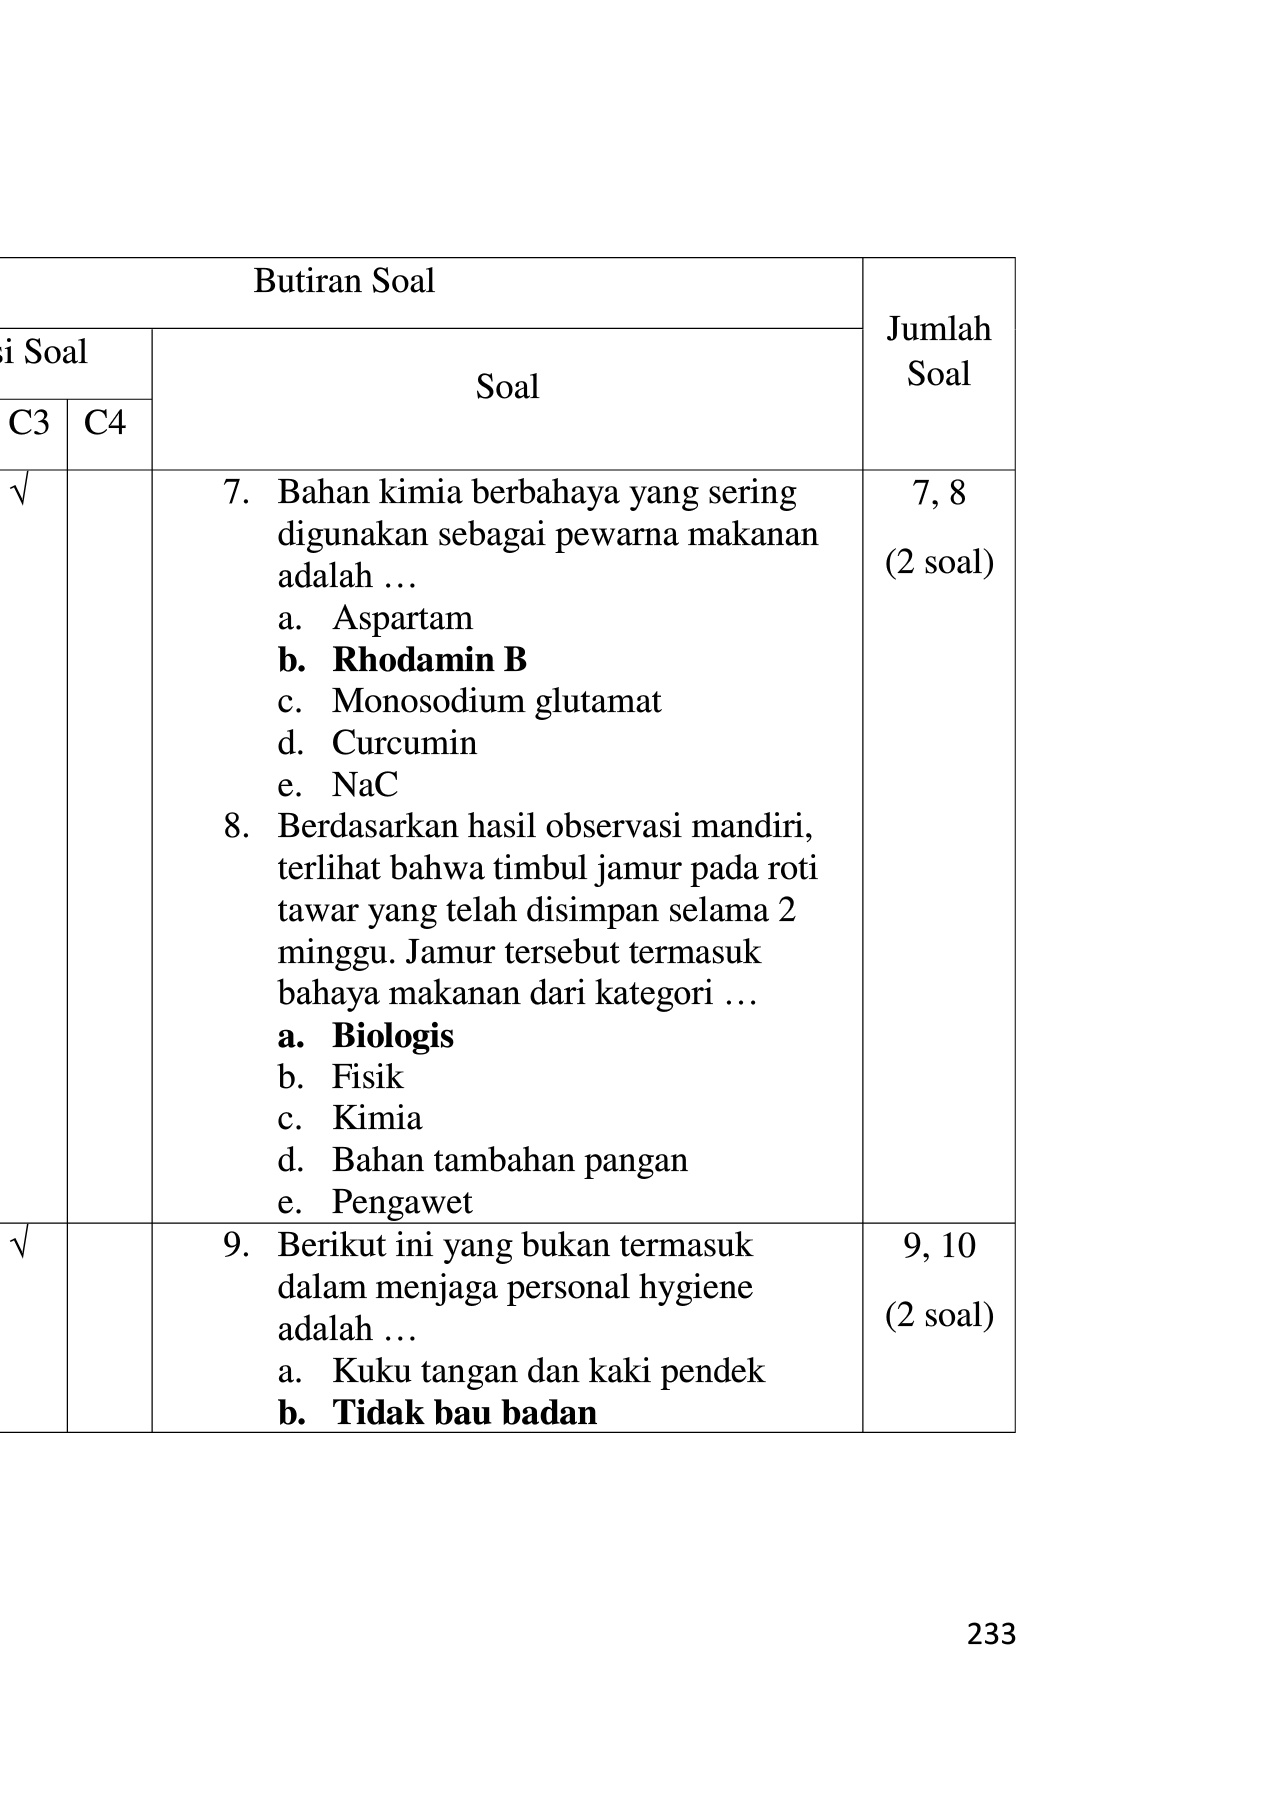 Butiran Soal
Jumlah
Soal
si Soal
Soal
C3 C4
√
7. Bahan kimia berbahaya yang sering
digunakan sebagai pewarna makanan
adalah …
a. Aspartam
b. Rhodamin B
c. Monosodium glutamat
d. Curcumin
e. NaC
8. Berdasarkan hasil observasi mandiri,
terlihat bahwa timbul jamur pada roti
tawar yang telah disimpan selama 2
minggu. Jamur tersebut termasuk
bahaya makanan dari kategori …
a. Biologis
b. Fisik
c. Kimia
d. Bahan tambahan pangan
e. Pengawet
7, 8
(2 soal)
√
9. Berikut ini yang bukan termasuk
dalam menjaga personal hygiene
adalah …
a. Kuku tangan dan kaki pendek
b. Tidak bau badan
9, 10
(2 soal)
233